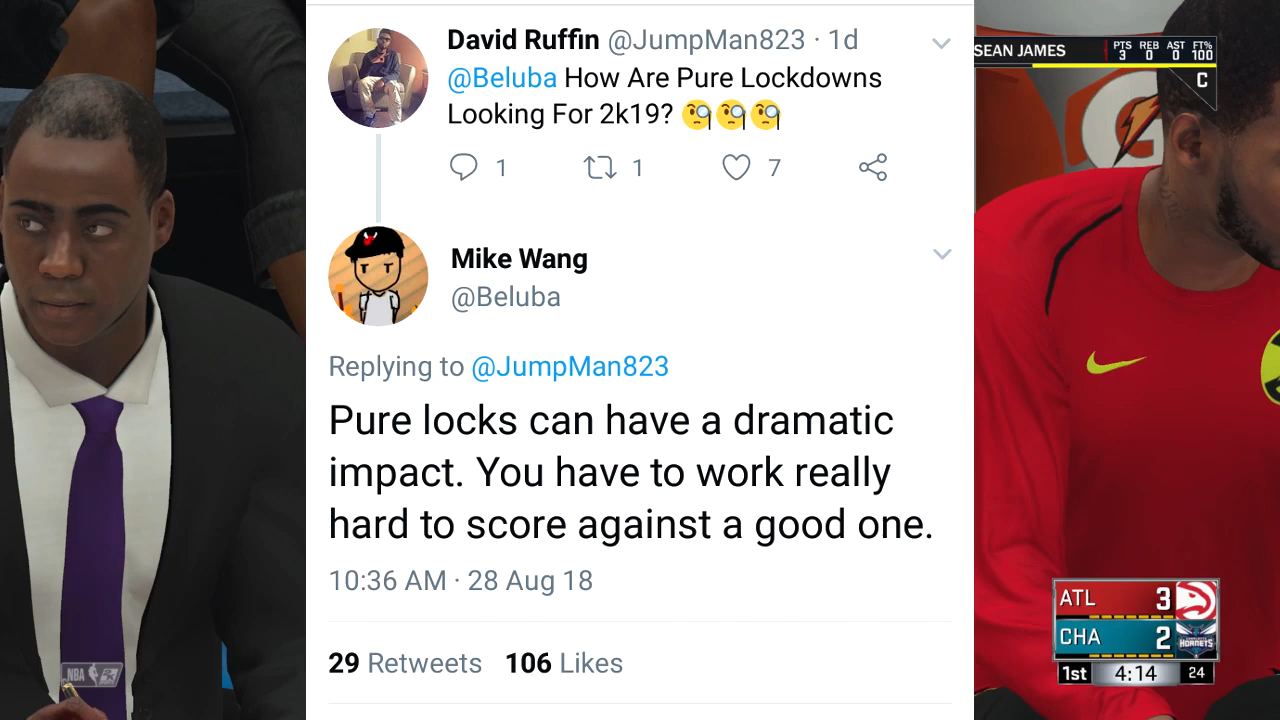 David Ruffin @JumpMan823 · 1d
@Beluba How Are Pure Lockdowns
Looking For 2k19? 🧐🧐🧐
1 1 7
Mike Wang
@Beluba
Replying to @JumpMan823
Pure locks can have a dramatic
impact. You have to work really
hard to score against a good one.
10:36 AM · 28 Aug 18
29 Retweets 106 Likes
NBA 2K
SEAN JAMES PTS REB AST FT%
3 0 0 100
C
G
ATL 3
CHA 2
HORNETS
1st 4:14 24